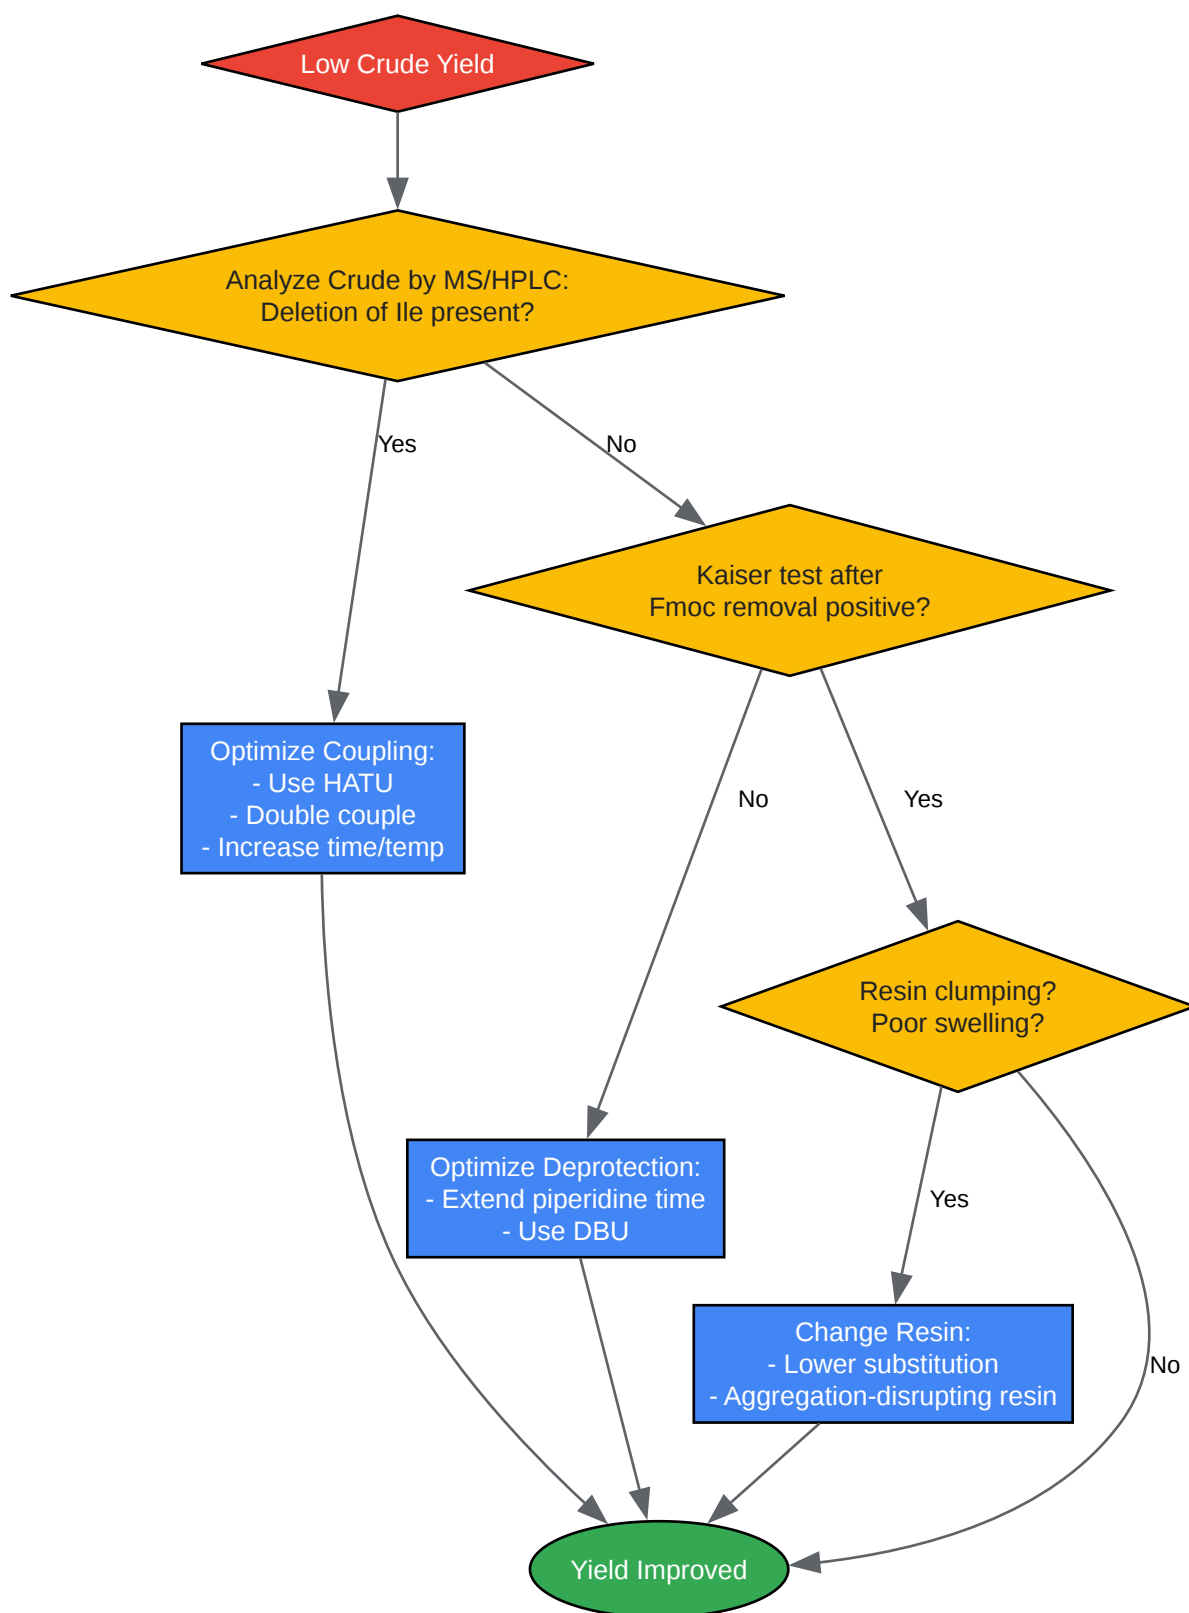 Low Crude Yield
Analyze Crude by MS/HPLC:
Deletion of Ile present?
Yes
No
Kaiser test after
Fmoc removal positive?
Optimize Coupling:
- Use HATU
- Double couple
- Increase time/temp
No
Yes
Resin clumping?
Poor swelling?
Optimize Deprotection:
- Extend piperidine time
- Use DBU
Yes
Change Resin:
- Lower substitution
- Aggregation-disrupting resin
No
Yield Improved